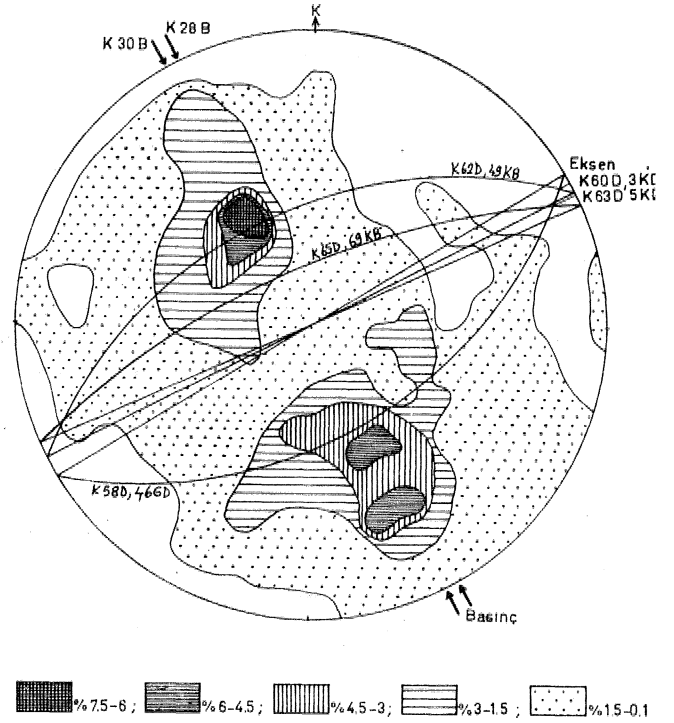 K
K 28 B
K 30 B
K62D, 49KB
Eksen
K60D, 3K
K63D, 5K
K65D, 69KB
K58D, 46GD
Basınç
%7.5-6 ; %6-4.5 ; %4.5-3 ; %3-1.5 ; %1.5-0.1